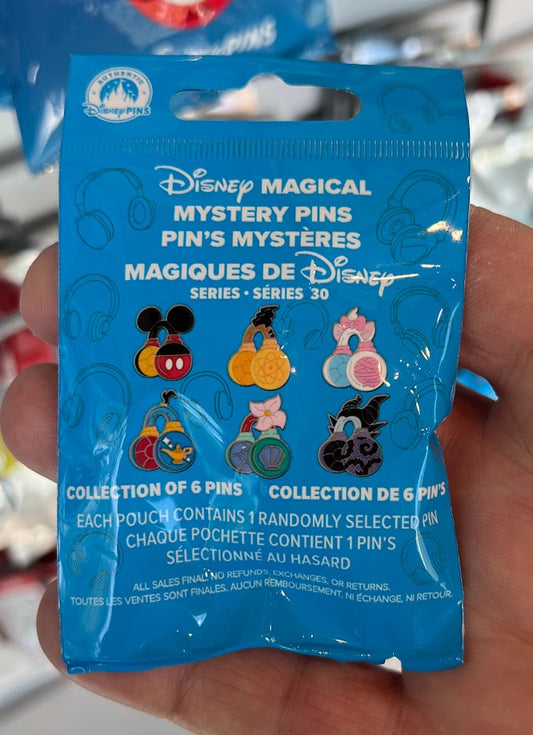 PINS
AUTHENTIC
Disney PINS
Disney MAGICAL
MYSTERY PINS
PIN'S MYSTÈRES
MAGIQUES DE Disney
SERIES • SÉRIES 30
COLLECTION OF 6 PINS COLLECTION DE 6 PIN'S
EACH POUCH CONTAINS 1 RANDOMLY SELECTED PIN
CHAQUE POCHETTE CONTIENT 1 PIN'S
SÉLECTIONNÉ AU HASARD
ALL SALES FINAL. NO REFUNDS, EXCHANGES, OR RETURNS.
TOUTES LES VENTES SONT FINALES. AUCUN REMBOURSEMENT, NI ÉCHANGE, NI RETOUR.